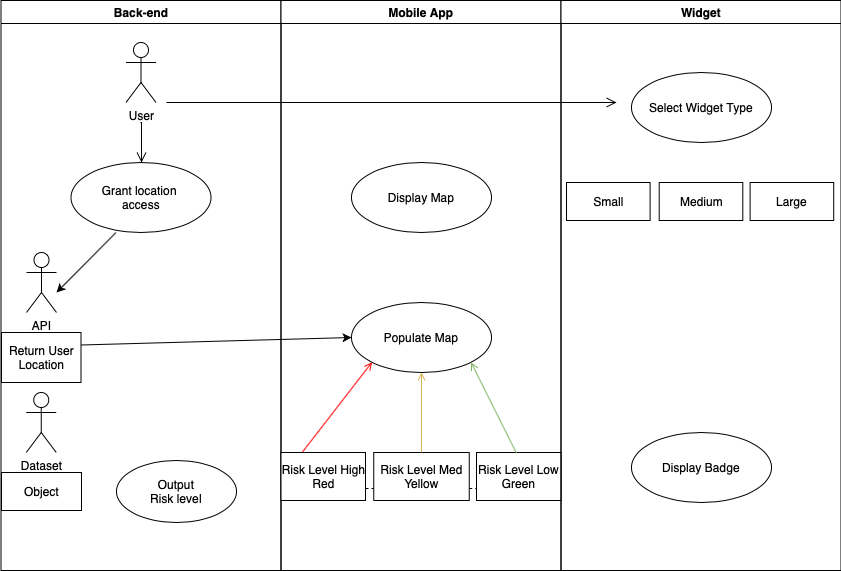 Back-end
Mobile App
Widget
User
Select Widget Type
Grant location
access
Display Map
Small
Medium
Large
API
Return User
Location
Populate Map
Dataset
Object
Output
Risk level
Risk Level High
Red
Risk Level Med
Yellow
Risk Level Low
Green
Display Badge